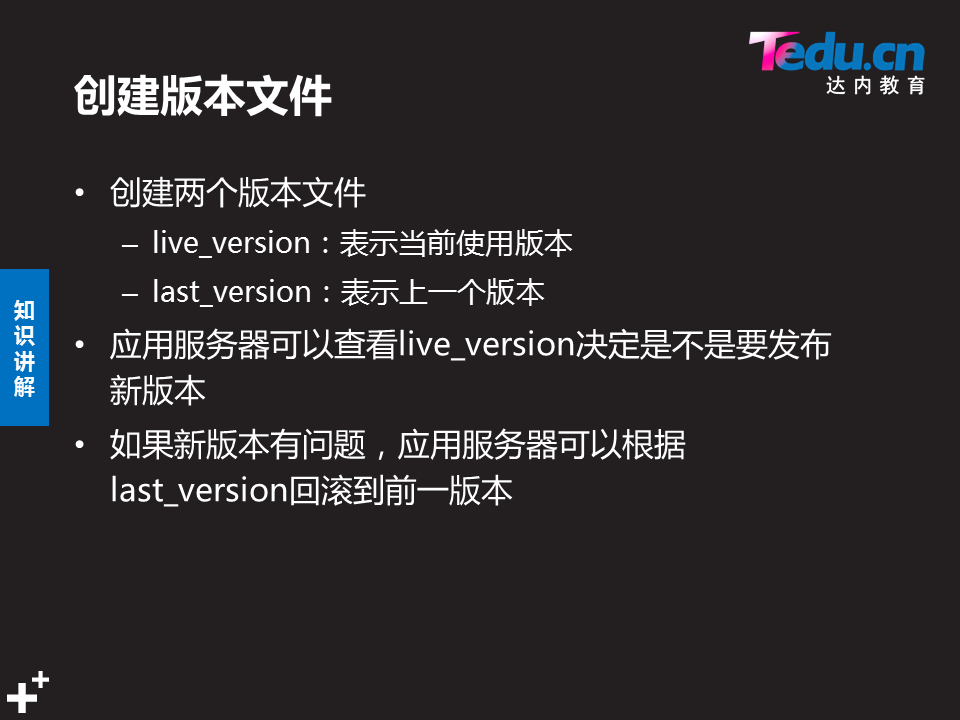 Tedu.cn
达内教育
创建版本文件
• 创建两个版本文件
– live_version：表示当前使用版本
– last_version：表示上一个版本
• 应用服务器可以查看live_version决定是不是要发布
新版本
• 如果新版本有问题，应用服务器可以根据
last_version回滚到前一版本
知
识
讲
解